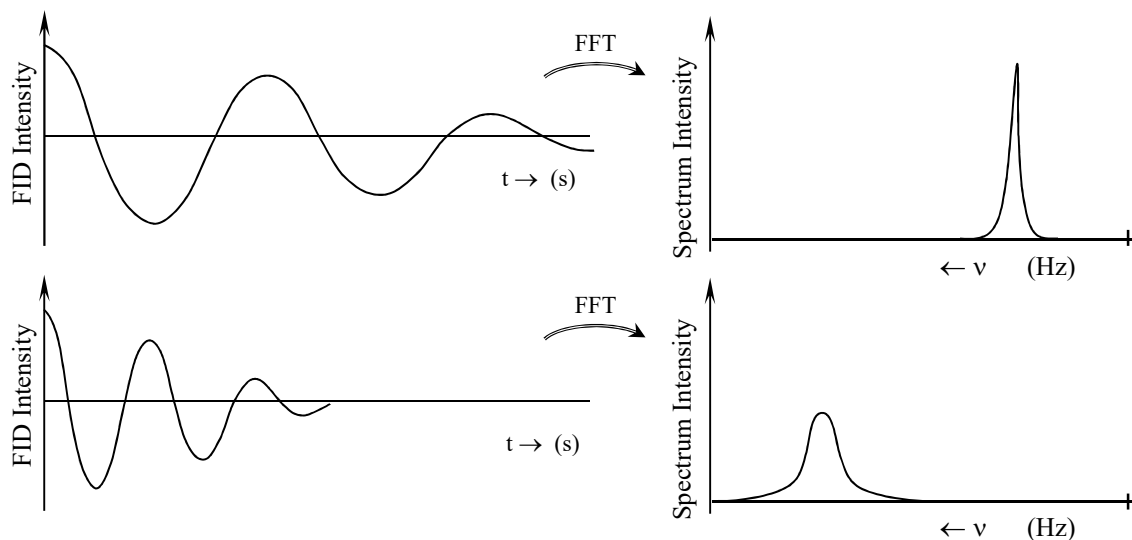 FID Intensity
t → (s)
FFT
Spectrum Intensity
← ν (Hz)
FID Intensity
t → (s)
FFT
Spectrum Intensity
← ν (Hz)